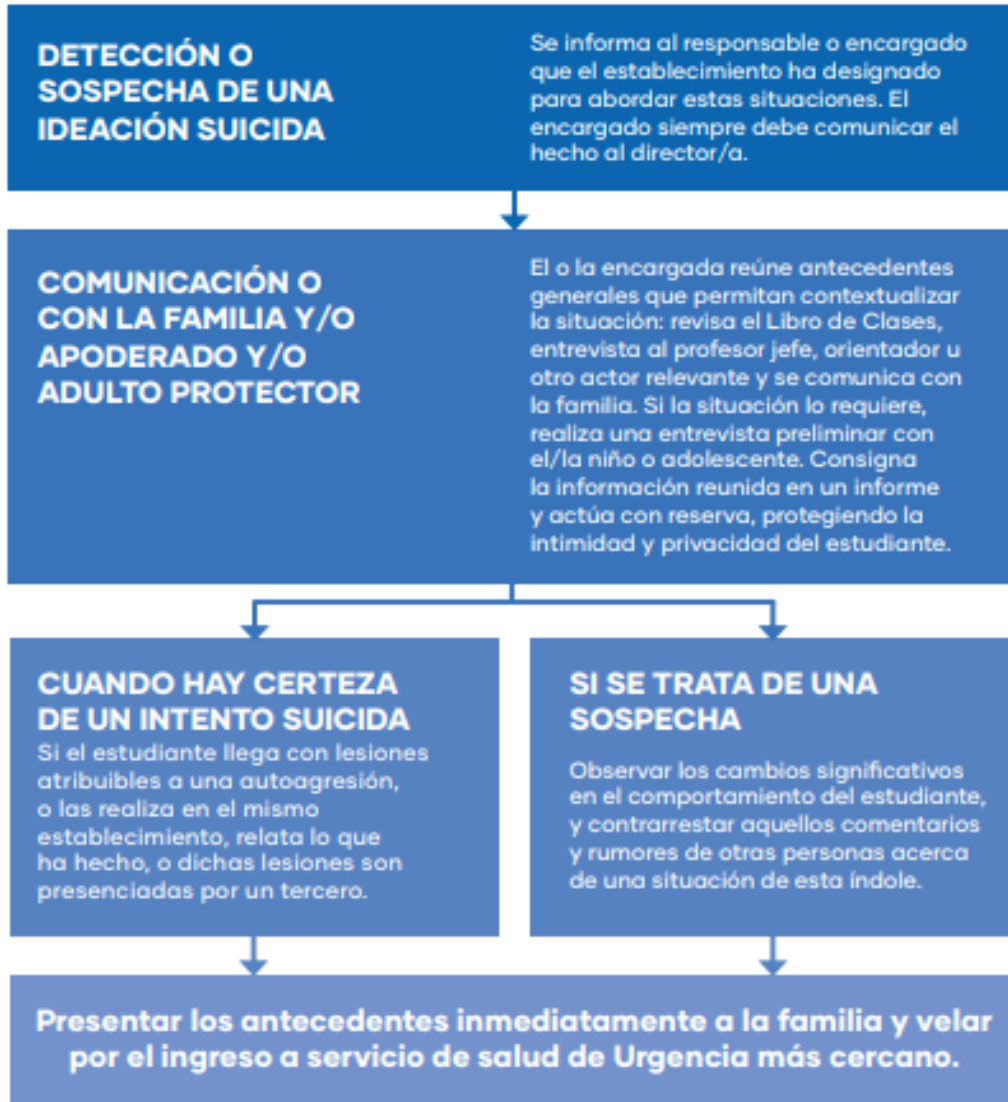 DETECCIÓN O
SOSPECHA DE UNA
IDEACIÓN SUICIDA
Se informa al responsable o encargado
que el establecimiento ha designado
para abordar estas situaciones. El
encargado siempre debe comunicar el
hecho al director/a.
COMUNICACIÓN O
CON LA FAMILIA Y/O
APODERADO Y/O
ADULTO PROTECTOR
El o la encargada reúne antecedentes
generales que permitan contextualizar
la situación: revisa el Libro de Clases,
entrevista al profesor jefe, orientador u
otro actor relevante y se comunica con
la familia. Si la situación lo requiere,
realiza una entrevista preliminar con
el/la niño o adolescente. Consigna
la información reunida en un informe
y actúa con reserva, protegiendo la
intimidad y privacidad del estudiante.
CUANDO HAY CERTEZA
DE UN INTENTO SUICIDA
Si el estudiante llega con lesiones
atribuibles a una autoagresión,
o las realiza en el mismo
establecimiento, relata lo que
ha hecho, o dichas lesiones son
presenciadas por un tercero.
SI SE TRATA DE UNA
SOSPECHA
Observar los cambios significativos
en el comportamiento del estudiante,
y contrarrestar aquellos comentarios
y rumores de otras personas acerca
de una situación de esta índole.
Presentar los antecedentes inmediatamente a la familia y velar
por el ingreso a servicio de salud de Urgencia más cercano.